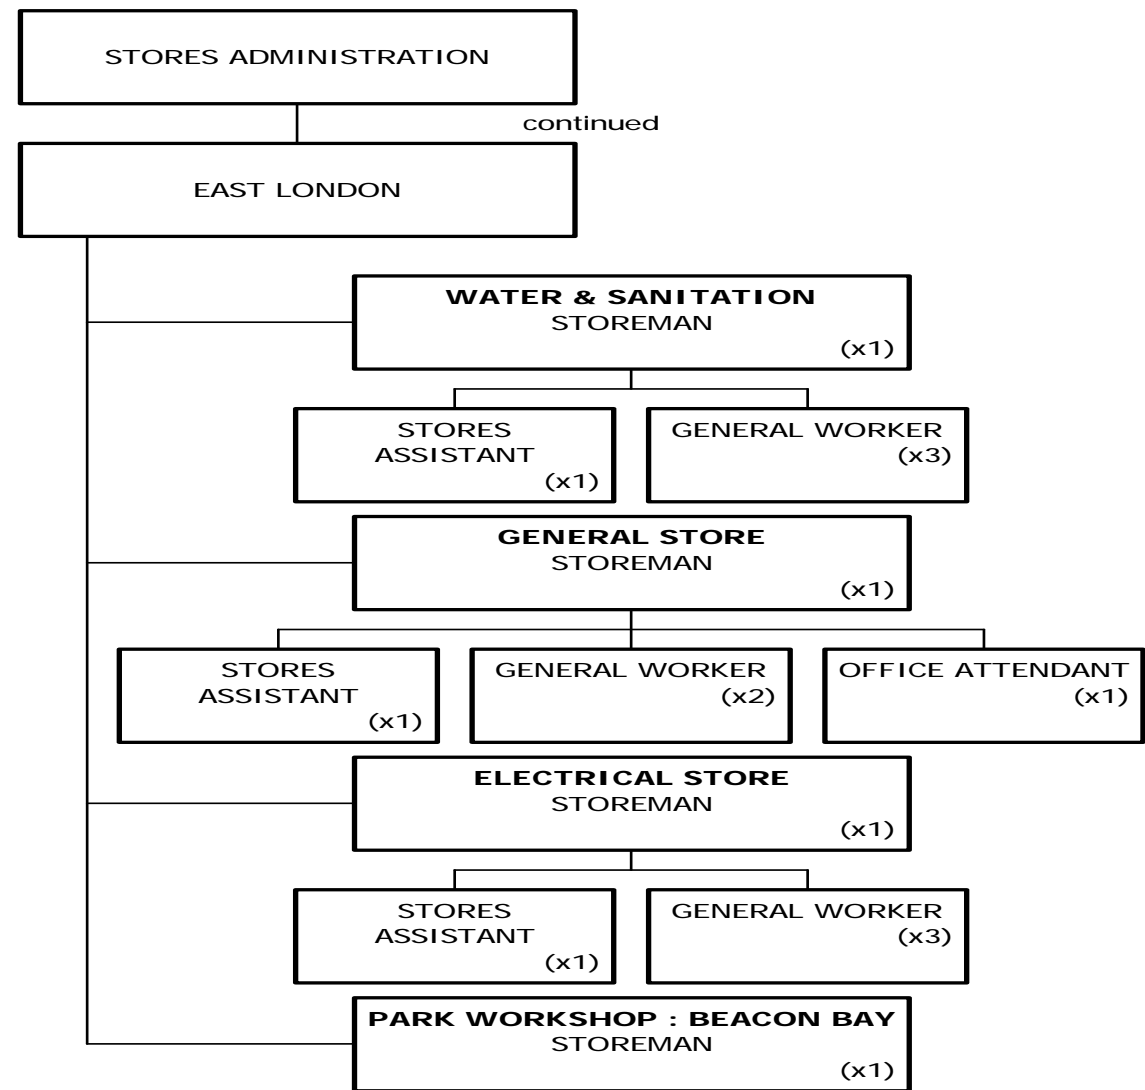 STORES ADMINISTRATION
continued
EAST LONDON
WATER & SANITATION
STOREMAN
(x1)
STORES
ASSISTANT
(x1)
GENERAL WORKER
(x3)
GENERAL STORE
STOREMAN
(x1)
STORES
ASSISTANT
(x1)
GENERAL WORKER
(x2)
OFFICE ATTENDANT
(x1)
ELECTRICAL STORE
STOREMAN
(x1)
STORES
ASSISTANT
(x1)
GENERAL WORKER
(x3)
PARK WORKSHOP : BEACON BAY
STOREMAN
(x1)